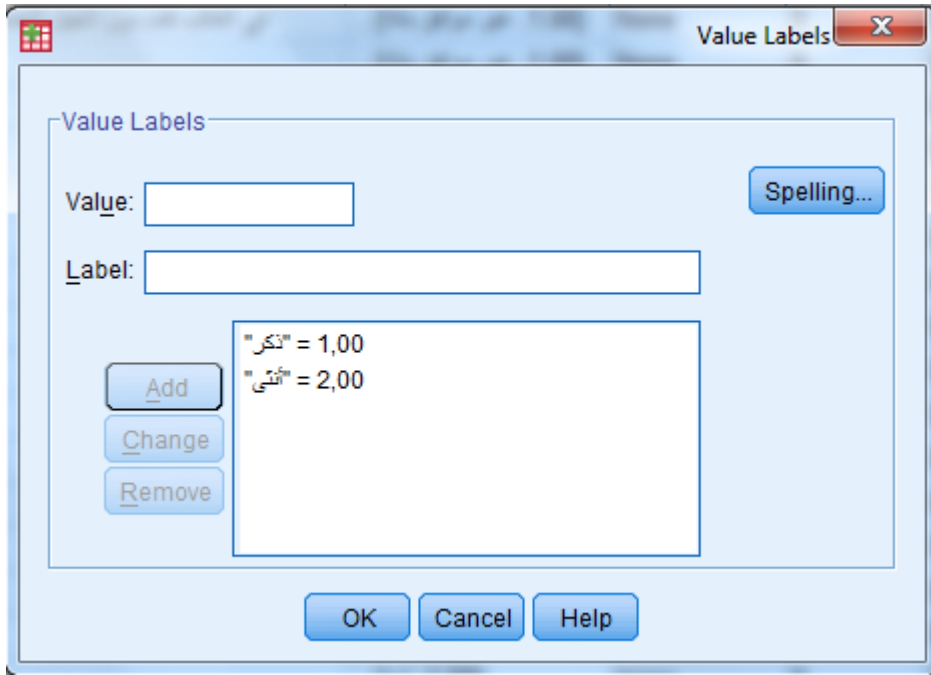 Value Labels
Value Labels
Value:
Spelling...
Label:
1,00 = "ذكر"
2,00 = "أنثى"
Add
Change
Remove
OK
Cancel
Help